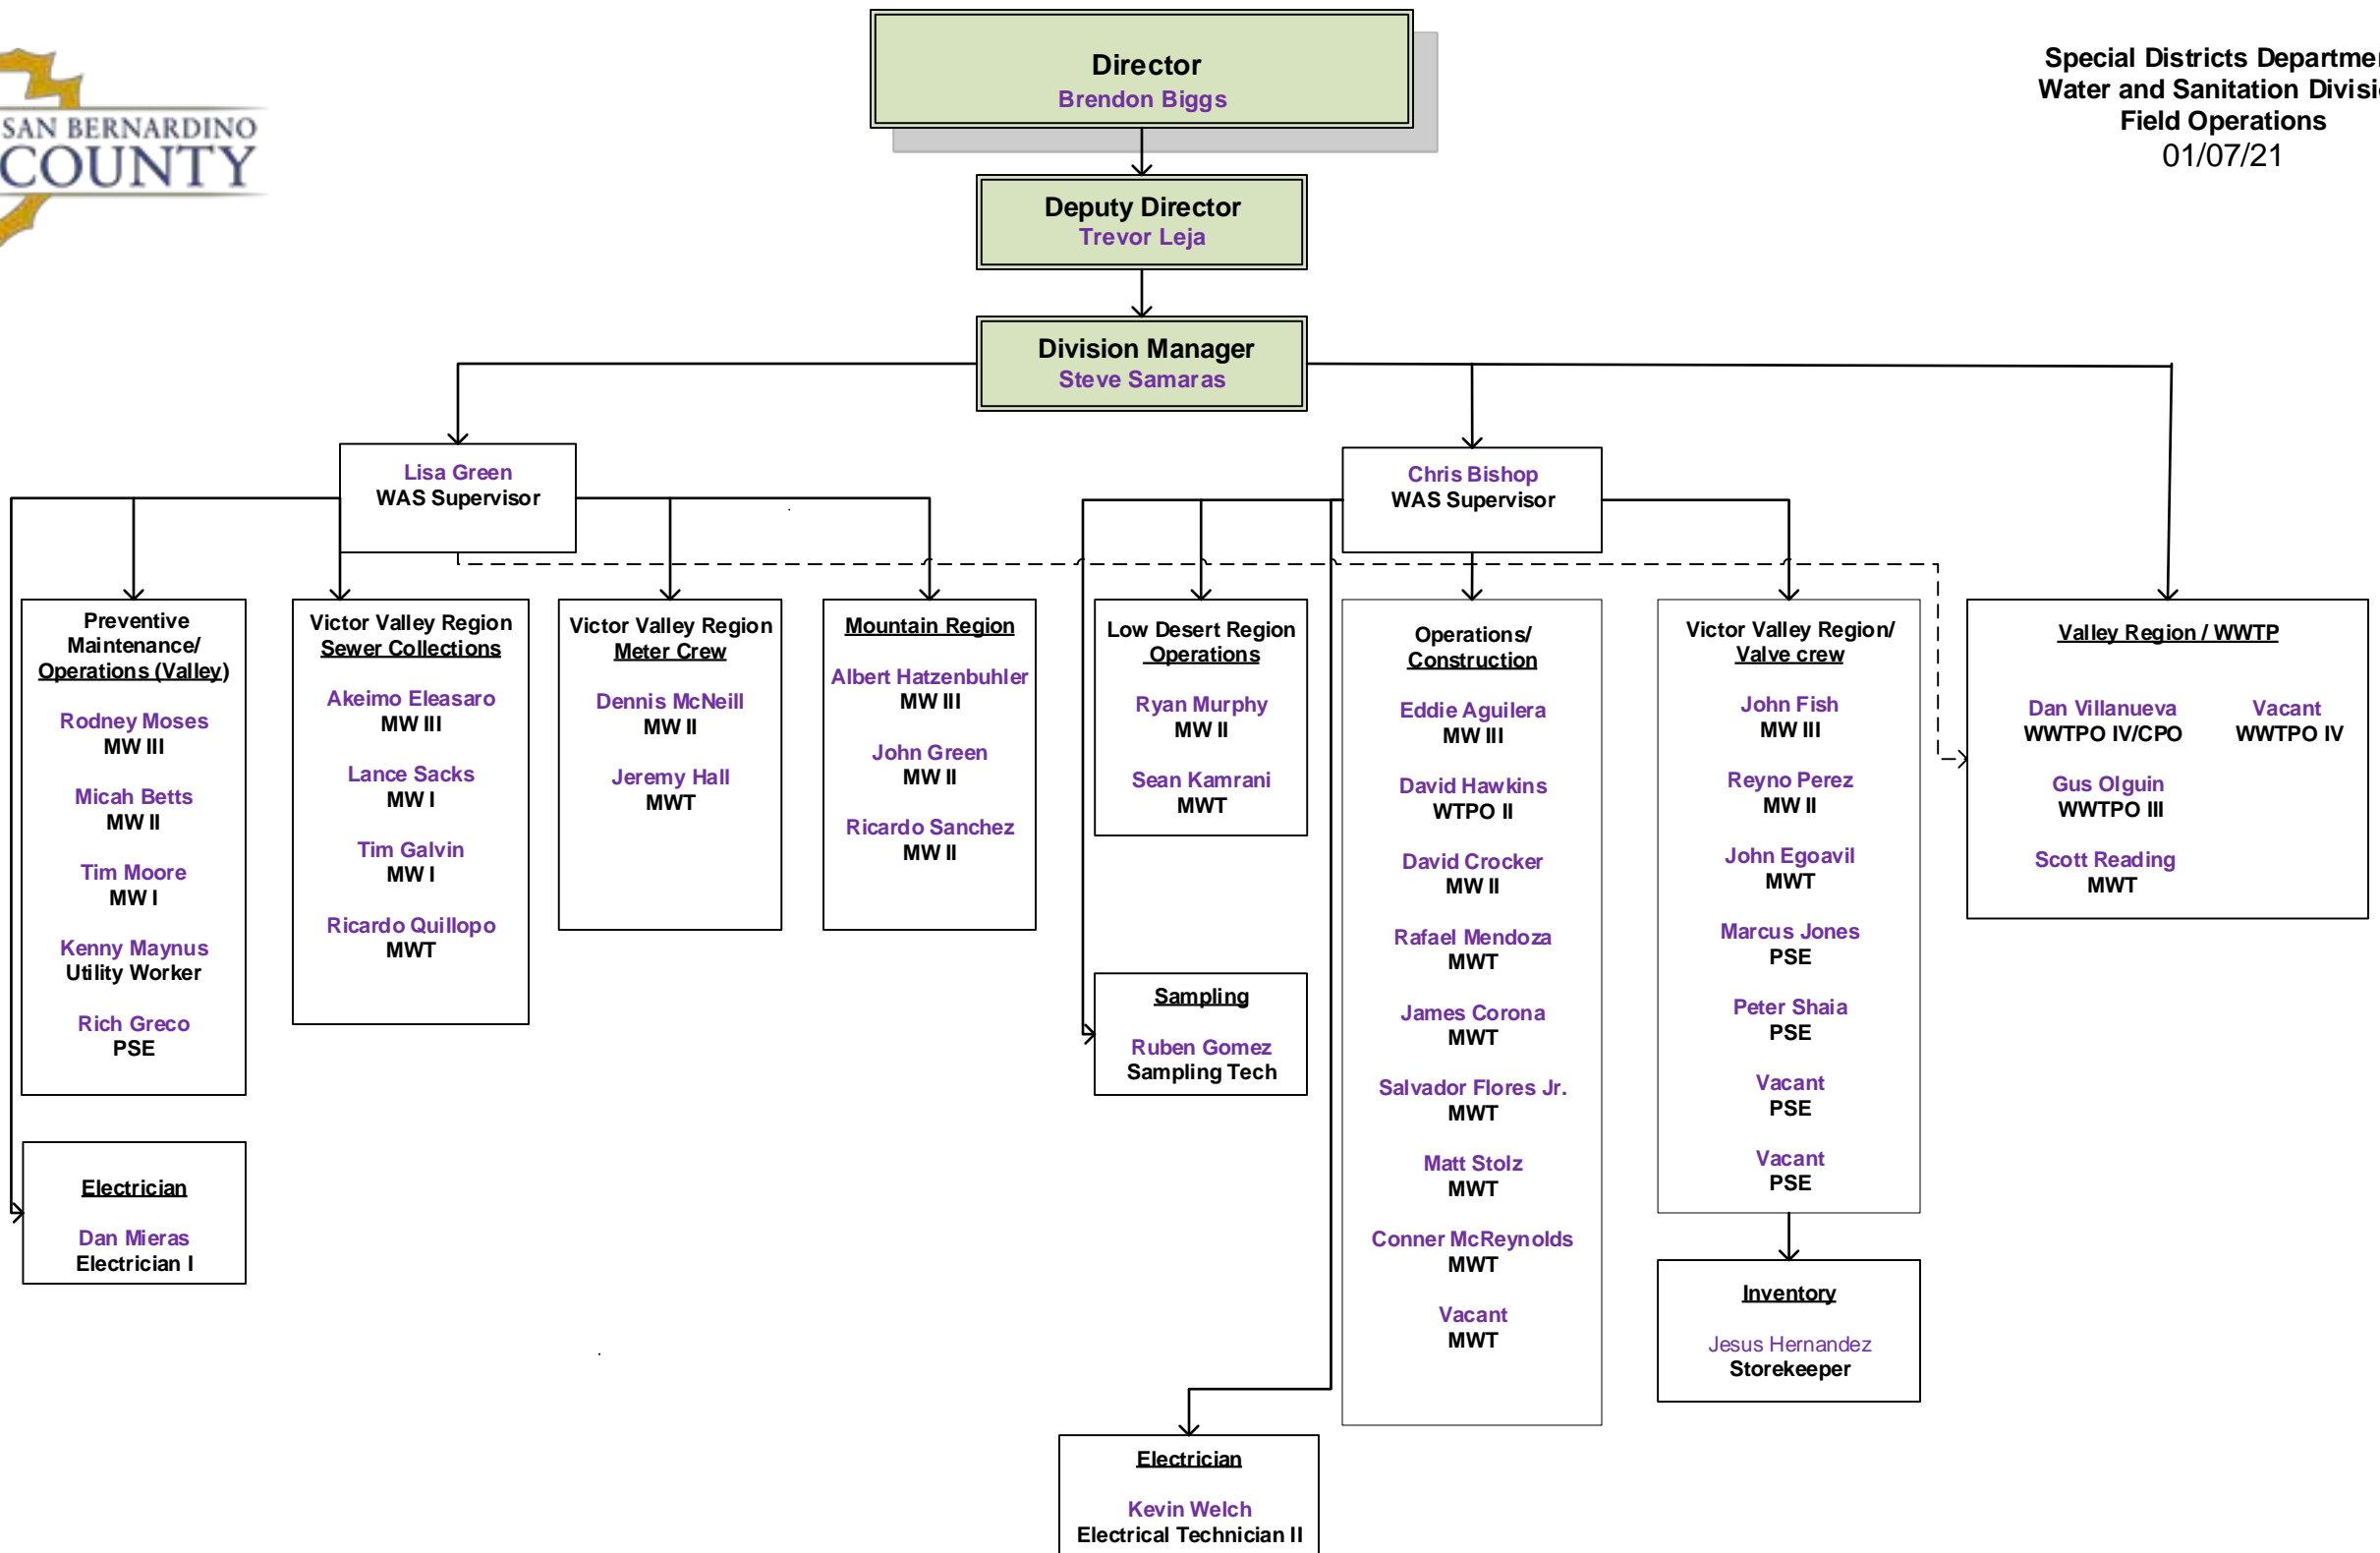 SAN BERNARDINO
COUNTY
Director
Brendon Biggs
Special Districts Departmen
Water and Sanitation Divisi
Field Operations
01/07/21
Deputy Director
Trevor Leja
Division Manager
Steve Samaras
Lisa Green
WAS Supervisor
Chris Bishop
WAS Supervisor
Preventive
Maintenance/
Operations (Valley)
Rodney Moses
MW III
Micah Betts
MW II
Tim Moore
MW I
Kenny Maynus
Utility Worker
Rich Greco
PSE
Electrician
Dan Mieras
Electrician I
Victor Valley Region
Sewer Collections
Akeimo Eleasaro
MW III
Lance Sacks
MW I
Tim Galvin
MW I
Ricardo Quillopo
MWT
Victor Valley Region
Meter Crew
Dennis McNeill
MW II
Jeremy Hall
MWT
Mountain Region
Albert Hatzenbuhler
MW III
John Green
MW II
Ricardo Sanchez
MW II
Low Desert Region
Operations
Ryan Murphy
MW II
Sean Kamrani
MWT
Sampling
Ruben Gomez
Sampling Tech
Electrician
Kevin Welch
Electrical Technician II
Operations/
Construction
Eddie Aguilera
MW III
David Hawkins
WTPO II
David Crocker
MW II
Rafael Mendoza
MWT
James Corona
MWT
Salvador Flores Jr.
MWT
Matt Stolz
MWT
Conner McReynolds
MWT
Vacant
MWT
Victor Valley Region/
Valve crew
John Fish
MW III
Reyno Perez
MW II
John Egoavil
MWT
Marcus Jones
PSE
Peter Shaia
PSE
Vacant
PSE
Vacant
PSE
Inventory
Jesus Hernandez
Storekeeper
Valley Region / WWTP
Dan Villanueva
WWTPO IV/CPO
Vacant
WWTPO IV
Gus Olguin
WWTPO III
Scott Reading
MWT